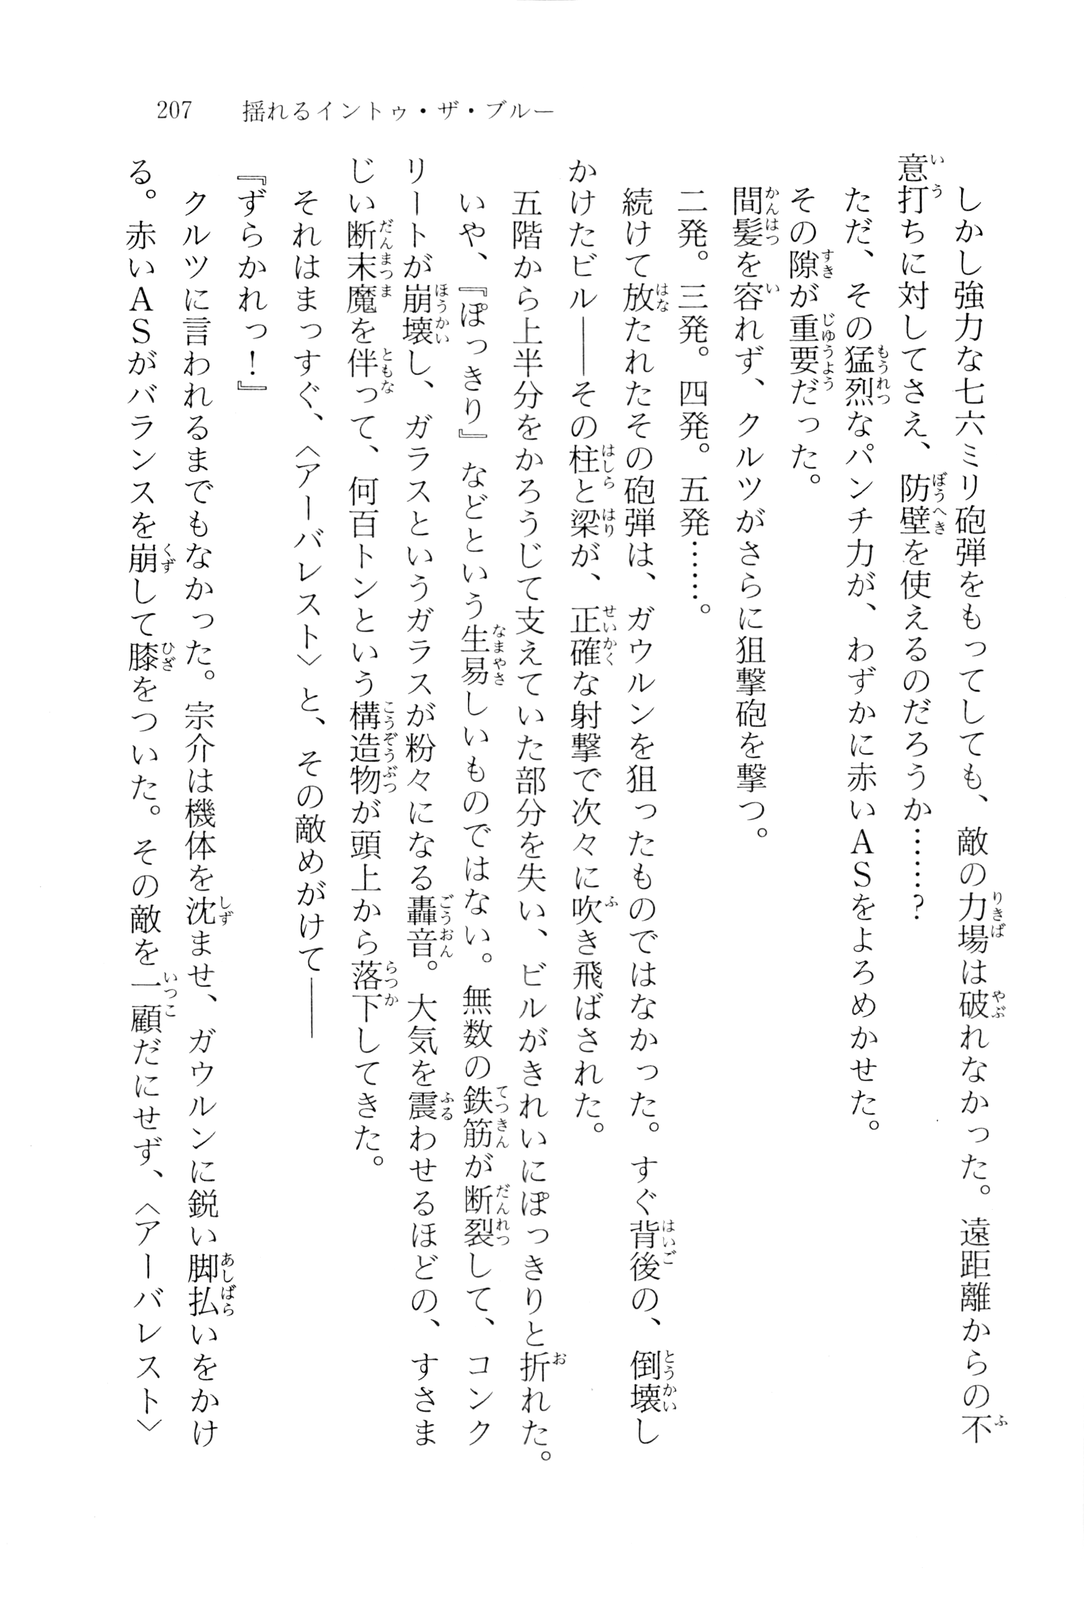 207　揺れるイントゥ・ザ・ブルー
しかし強力な七六ミリ砲弾をもってしても、敵の力場は破れなかった。遠距離からの不
意打ちに対してさえ、防壁を使えるのだろうか……？
ただ、その猛烈なパンチ力が、わずかに赤いＡＳをよろめかせた。
その隙が重要だった。
間髪を容れず、クルツがさらに狙撃砲を撃つ。
二発。三発。四発。五発……。
続けて放たれたその砲弾は、ガウルンを狙ったものではなかった。すぐ背後の、倒壊し
かけたビル――その柱と梁が、正確な射撃で次々に吹き飛ばされた。
五階から上半分をかろうじて支えていた部分を失い、ビルがきれいにぽっきりと折れた。
いや、『ぽっきり』などという生易しいものではない。無数の鉄筋が断裂して、コンク
リートが崩壊し、ガラスというガラスが粉々になる轟音。大気を震わせるほどの、すさま
じい断末魔を伴って、何百トンという構造物が頭上から落下してきた。
それはまっすぐ、〈アーバレスト〉と、その敵めがけて――
『ずらかれっ！』
クルツに言われるまでもなかった。宗介は機体を沈ませ、ガウルンに鋭い脚払いをかけ
る。赤いＡＳがバランスを崩して膝をついた。その敵を一顧だにせず、〈アーバレスト〉